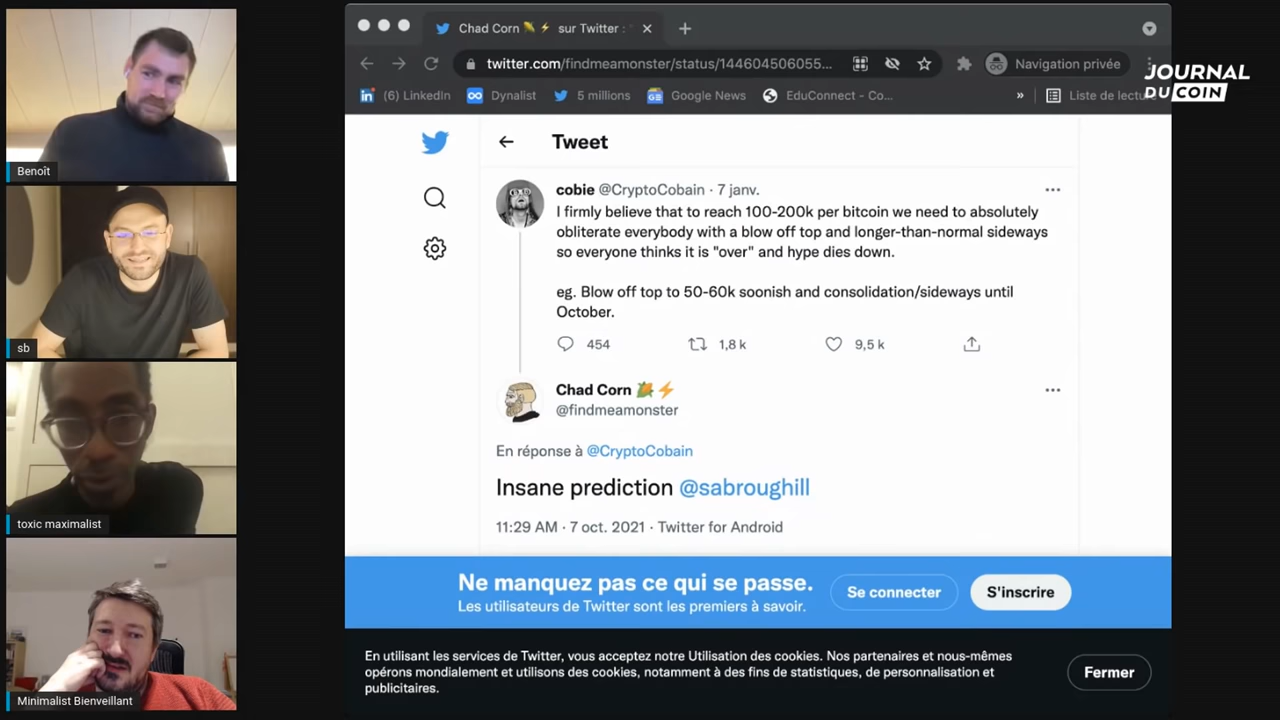 Benoît
sb
toxic maximalist
Minimalist Bienveillant
Chad Corn 🌽⚡ sur Twitter : "
twitter.com/findmeamonster/status/144604506055...
Navigation privée
(6) LinkedIn
Dynalist
5 millions
Google News
EduConnect - Co...
»
Liste de lecture
JOURNAL
DU COIN
Tweet
cobie @CryptoCobain · 7 janv.
I firmly believe that to reach 100-200k per bitcoin we need to absolutely
obliterate everybody with a blow off top and longer-than-normal sideways
so everyone thinks it is "over" and hype dies down.
eg. Blow off top to 50-60k soonish and consolidation/sideways until
October.
454
1,8 k
9,5 k
Chad Corn 🌽⚡
@findmeamonster
En réponse à @CryptoCobain
Insane prediction @sabroughill
11:29 AM · 7 oct. 2021 · Twitter for Android
Ne manquez pas ce qui se passe.
Les utilisateurs de Twitter sont les premiers à savoir.
Se connecter
S'inscrire
En utilisant les services de Twitter, vous acceptez notre Utilisation des cookies. Nos partenaires et nous-mêmes
opérons mondialement et utilisons des cookies, notamment à des fins de statistiques, de personnalisation et
publicitaires.
Fermer